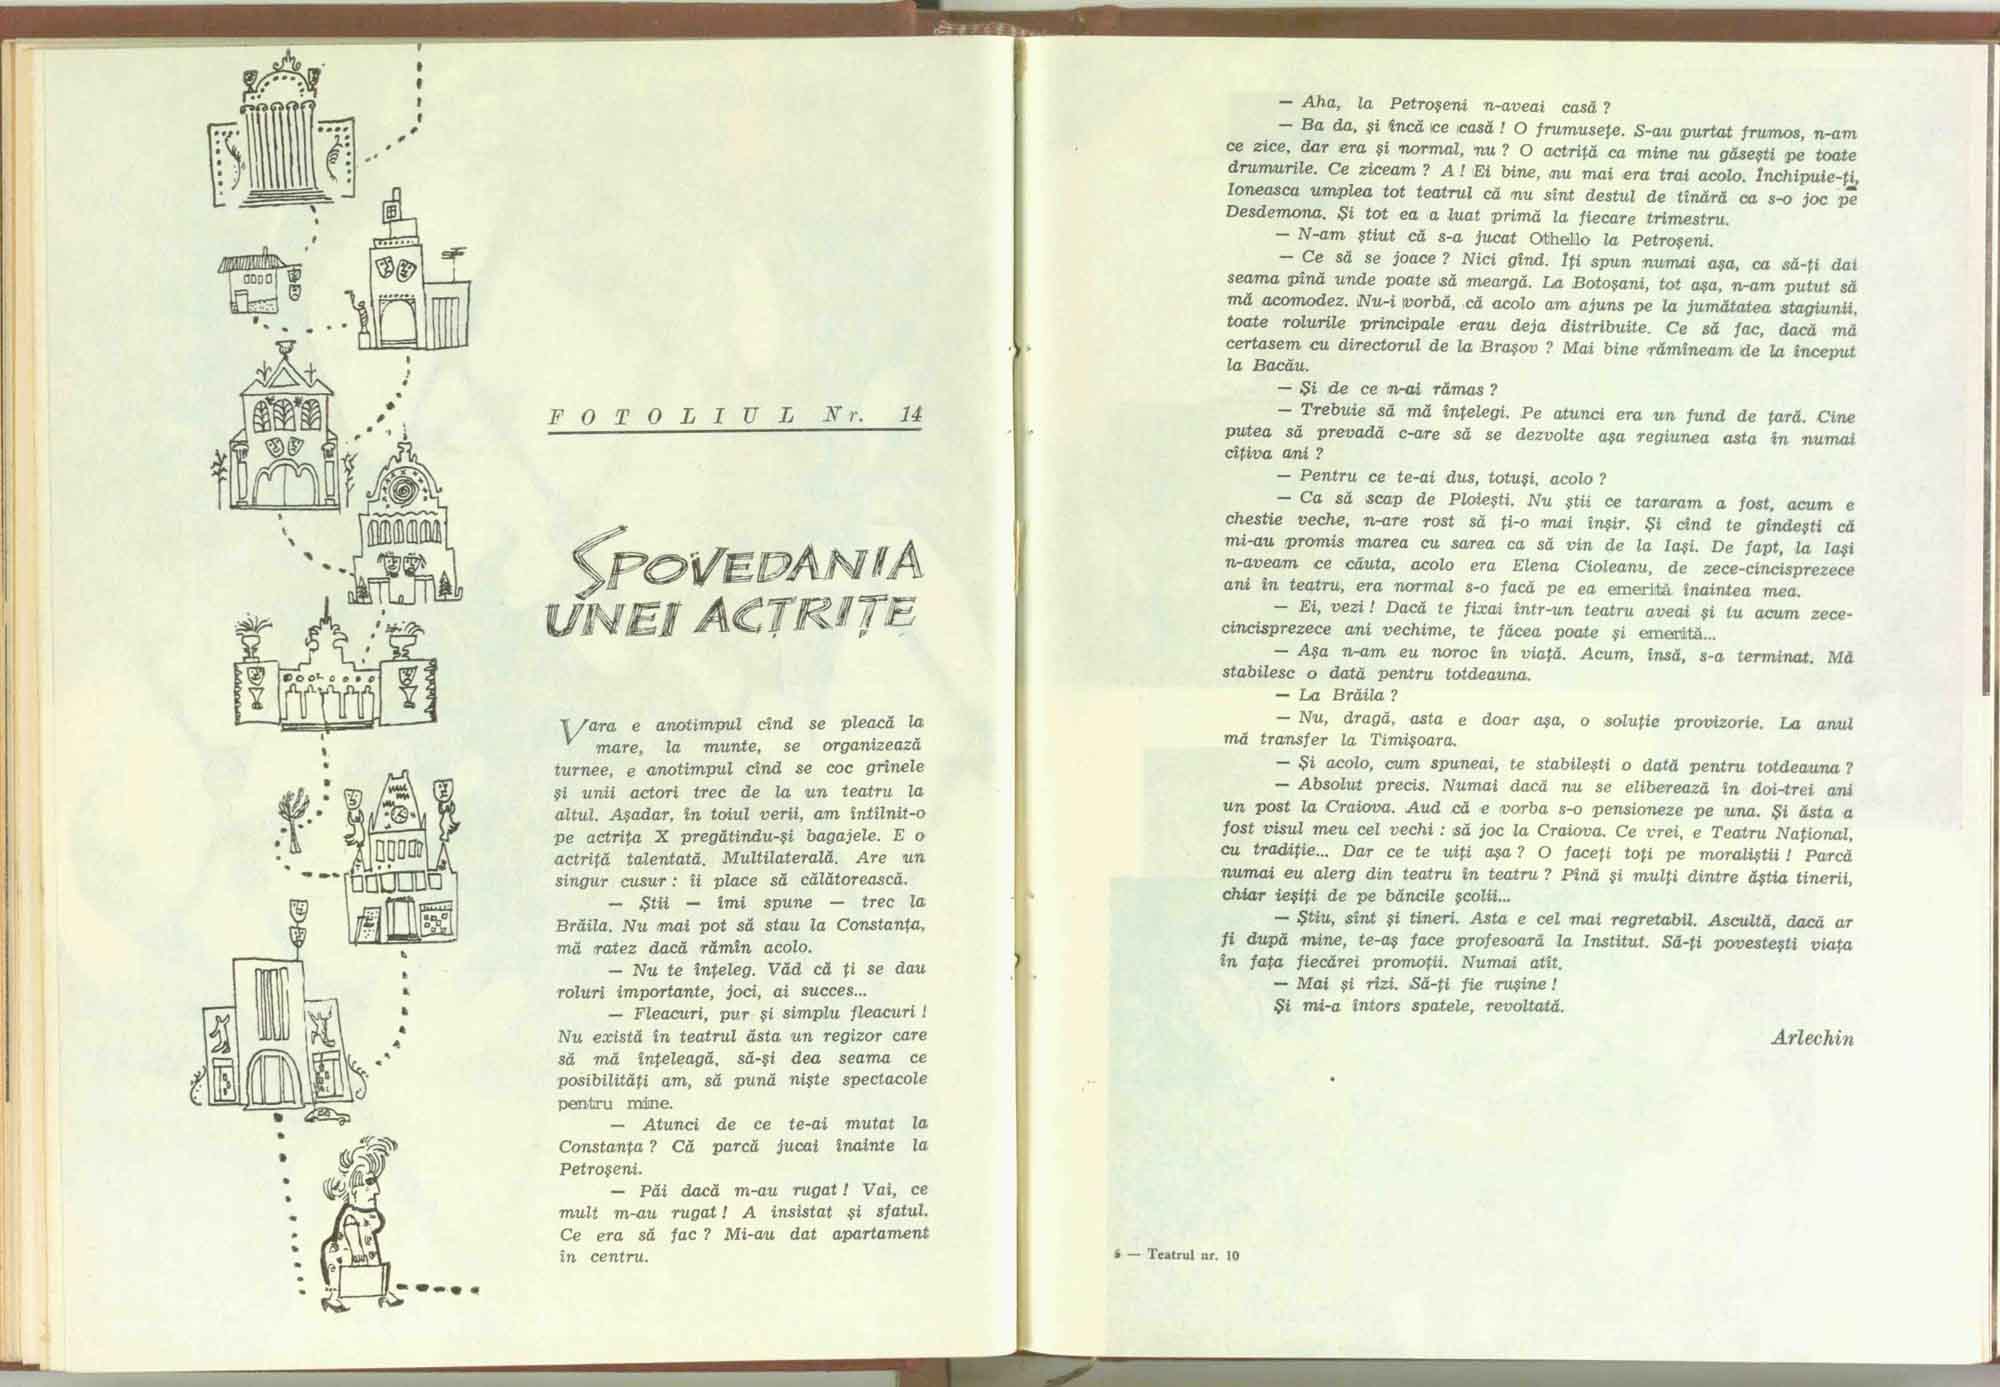 FOTOLIUL Nr. 14
SPOVEDANIA
UNEI ACTRIȚE
Vara e anotimpul cînd se pleacă la
mare, la munte, se organizează
turnee, e anotimpul cînd se coc grînele
și unii actori trec de la un teatru la
altul. Așadar, în toiul verii, am întîlnit-o
pe actrița X pregătindu-și bagajele. E o
actriță talentată. Multilaterală. Are un
singur cusur : îi place să călătorească.
— Știi — îmi spune — trec la
Brăila. Nu mai pot să stau la Constanța,
mă ratez dacă rămîn acolo.
— Nu te înțeleg. Văd că ți se dau
roluri importante, joci, ai succes...
— Fleacuri, pur și simplu fleacuri !
Nu există în teatrul ăsta un regizor care
să mă înțeleagă, să-și dea seama ce
posibilități am, să pună niște spectacole
pentru mine.
— Atunci de ce te-ai mutat la
Constanța ? Că parcă jucai înainte la
Petroșeni.
— Păi dacă m-au rugat ! Vai, ce
mult m-au rugat ! A insistat și sfatul.
Ce era să fac ? Mi-au dat apartament
în centru.
— Aha, la Petroșeni n-aveai casă ?
— Ba da, și încă ce casă ! O frumusețe. S-au purtat frumos, n-am
ce zice, dar era și normal, nu ? O actriță ca mine nu găsești pe toate
drumurile. Ce ziceam ? A ! Ei bine, nu mai era trai acolo. Închipuie-ți,
Ioneasca umplea tot teatrul că nu sînt destul de tînără ca s-o joc pe
Desdemona. Și tot ea a luat primă la fiecare trimestru.
— N-am știut că s-a jucat Othello la Petroșeni.
— Ce să se joace ? Nici gînd. Îți spun numai așa, ca să-ți dai
seama pînă unde poate să meargă. La Botoșani, tot așa, n-am putut să
mă acomodez. Nu-i vorbă, că acolo am ajuns pe la jumătatea stagiunii,
toate rolurile principale erau deja distribuite. Ce să fac, dacă mă
certasem cu directorul de la Brașov ? Mai bine rămîneam de la început
la Bacău.
— Și de ce n-ai rămas ?
— Trebuie să mă înțelegi. Pe atunci era un fund de țară. Cine
putea să prevadă c-are să se dezvolte așa regiunea asta în numai
cîțiva ani ?
— Pentru ce te-ai dus, totuși, acolo ?
— Ca să scap de Ploiești. Nu știi ce tararam a fost, acum e
chestie veche, n-are rost să ți-o mai înșir. Și cînd te gîndești că
mi-au promis marea cu sarea ca să vin de la Iași. De fapt, la Iași
n-aveam ce căuta, acolo era Elena Cioleanu, de zece-cincisprezece
ani în teatru, era normal s-o facă pe ea emerită înaintea mea.
— Ei, vezi ! Dacă te fixai într-un teatru aveai și tu acum zece-
cincisprezece ani vechime, te făcea poate și emerită...
— Așa n-am eu noroc în viață. Acum, însă, s-a terminat. Mă
stabilesc o dată pentru totdeauna.
— La Brăila ?
— Nu, dragă, asta e doar așa, o soluție provizorie. La anul
mă transfer la Timișoara.
— Și acolo, cum spuneai, te stabilești o dată pentru totdeauna ?
— Absolut precis. Numai dacă nu se eliberează în doi-trei ani
un post la Craiova. Aud că e vorba s-o pensioneze pe una. Și ăsta a
fost visul meu cel vechi : să joc la Craiova. Ce vrei, e Teatru Național,
cu tradiție... Dar ce te uiți așa ? O faceți toți pe moraliștii ! Parcă
numai eu alerg din teatru în teatru ? Pînă și mulți dintre ăștia tinerii,
chiar ieșiți de pe băncile școlii...
— Știu, sînt și tineri. Asta e cel mai regretabil. Ascultă, dacă ar
fi după mine, te-aș face profesoară la Institut. Să-ți povestești viața
în fața fiecărei promoții. Numai atît.
— Mai și rîzi. Să-ți fie rușine !
Și mi-a întors spatele, revoltată.
Arlechin
— Teatrul nr. 10